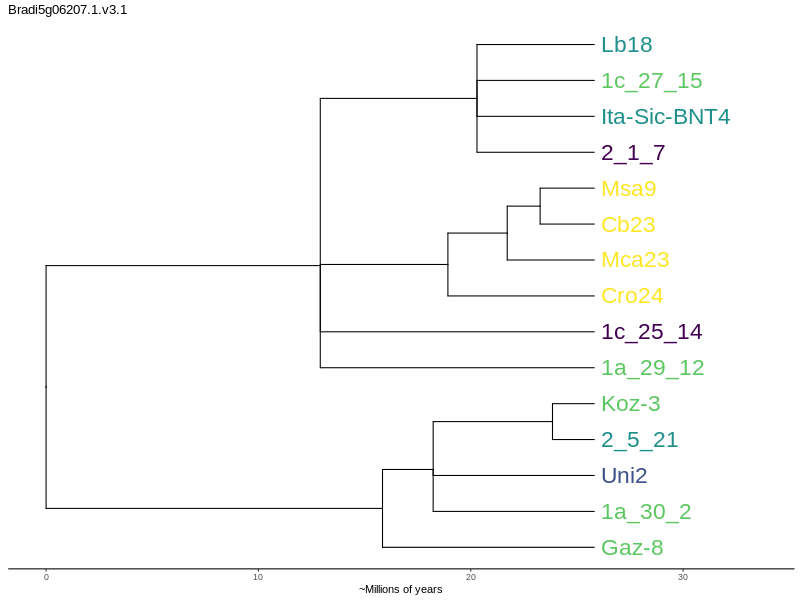 Bradi5g06207.1.v3.1
Lb18
1c_27_15
Ita-Sic-BNT4
2_1_7
Msa9
Cb23
Mca23
Cro24
1c_25_14
1a_29_12
Koz-3
2_5_21
Uni2
1a_30_2
Gaz-8
0 10 20 30
~Millions of years